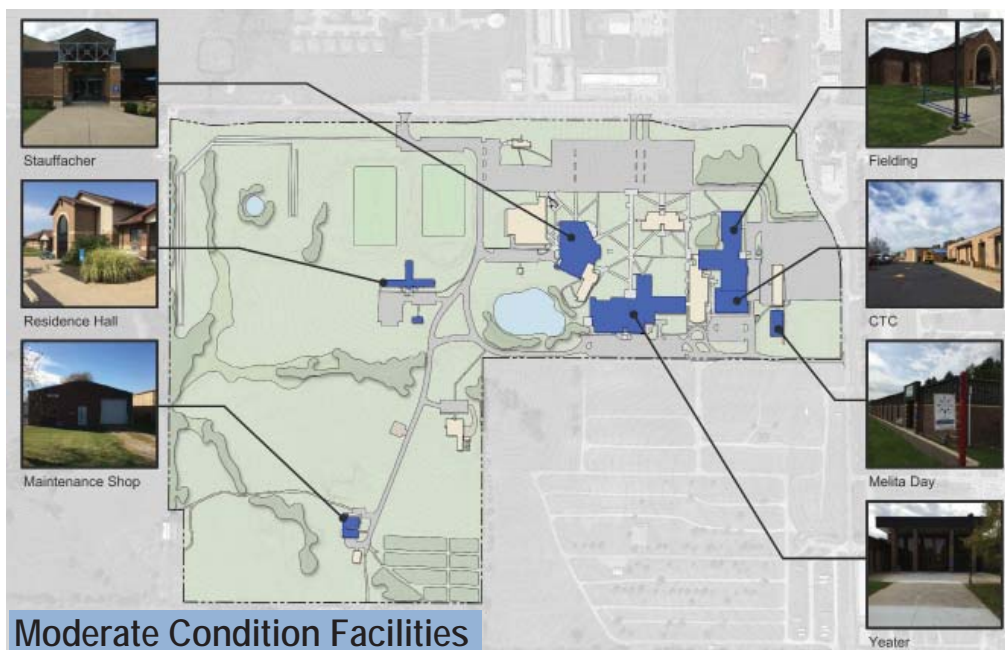 Stauffacher
Residence Hall
Maintenance Shop
Fielding
CTC
Melita Day
Yeater
Moderate Condition Facilities